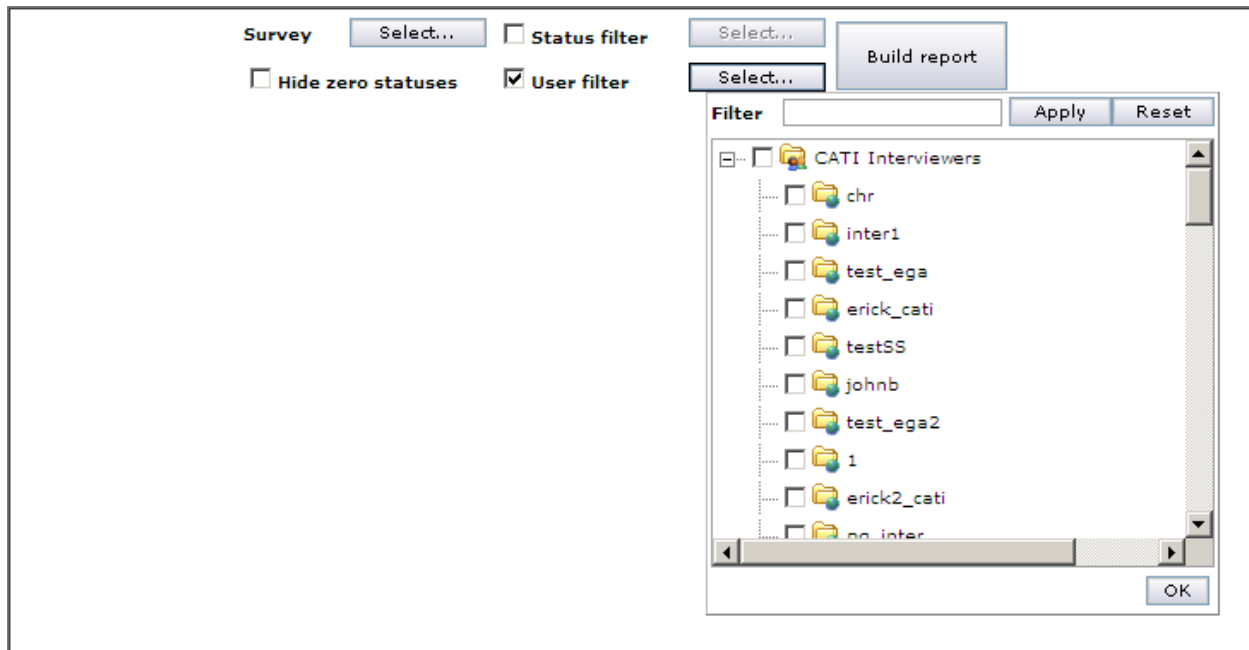 Survey Select... Status filter Select... Build report
Hide zero statuses User filter Select...
Filter Apply Reset
CATI Interviewers
chr
inter1
test_ega
erick_cati
testSS
johnb
test_ega2
1
erick2_cati
OK